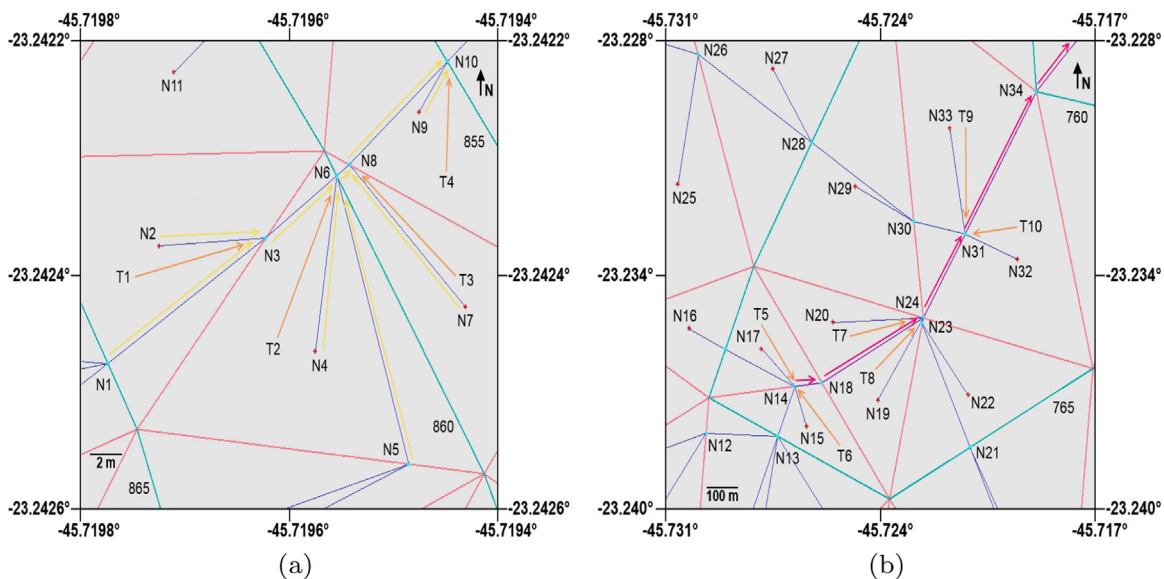 -45.7198° -45.7196° -45.7194°
-23.2422° -23.2422°
N10
N11
N
N9
855
T4
N8
N6
N2
N3
T1
T3
N7
-23.2424° -23.2424°
T2
N4
N1
860
N5
2 m
865
-23.2426° -23.2426°
-45.7198° -45.7196° -45.7194°
(a)
-45.731° -45.724° -45.717°
-23.228° -23.228°
N26
N27
N
N34
760
N33 T9
N28
N25
N29
N30
T10
N31
N32
-23.234° -23.234°
N24
N16
T5
N20
N23
N17
T7
T8
N18
N14
N19
N22
765
N15
N12
N13
T6
N21
100 m
-23.240° -23.240°
-45.731° -45.724° -45.717°
(b)